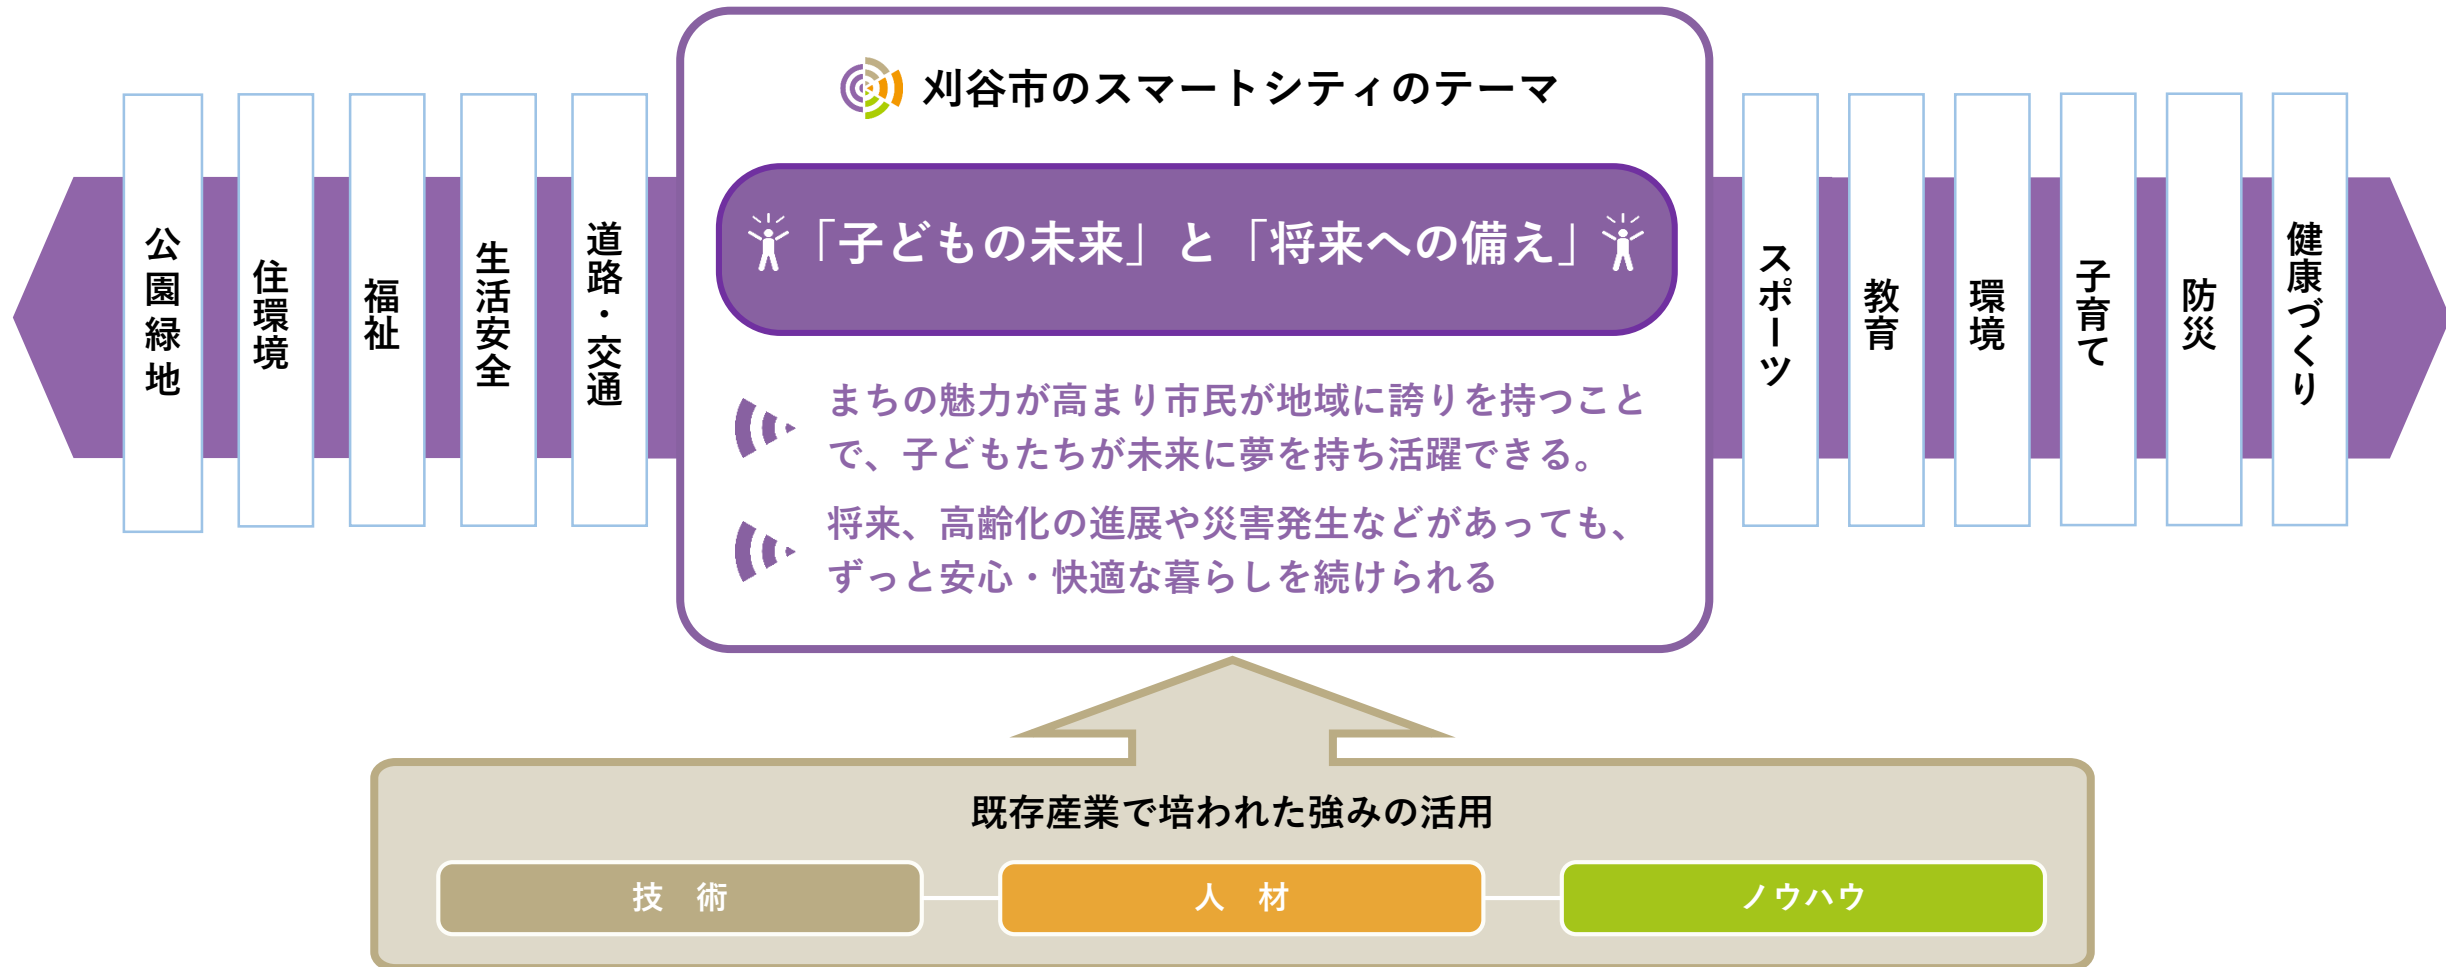 刈谷市のスマートシティのテーマ
「子どもの未来」と「将来への備え」
まちの魅力が高まり市民が地域に誇りを持つこと
で、子どもたちが未来に夢を持ち活躍できる。
将来、高齢化の進展や災害発生などがあっても、
ずっと安心・快適な暮らしを続けられる
公園緑地
住環境
福祉
生活安全
道路・交通
スポーツ
教育
環境
子育て
防災
健康づくり
既存産業で培われた強みの活用
技　術
人　材
ノウハウ